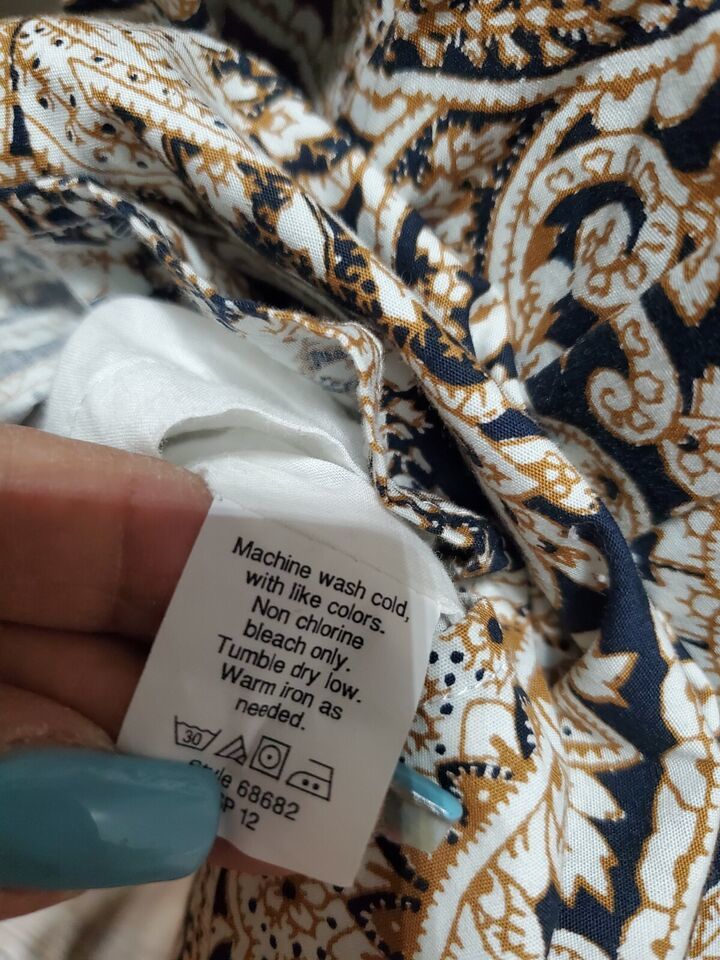 Machine wash cold,
with like colors.
Non chlorine
bleach only.
Tumble dry low.
Warm iron as
needed.
30
Style 68682
SP 12